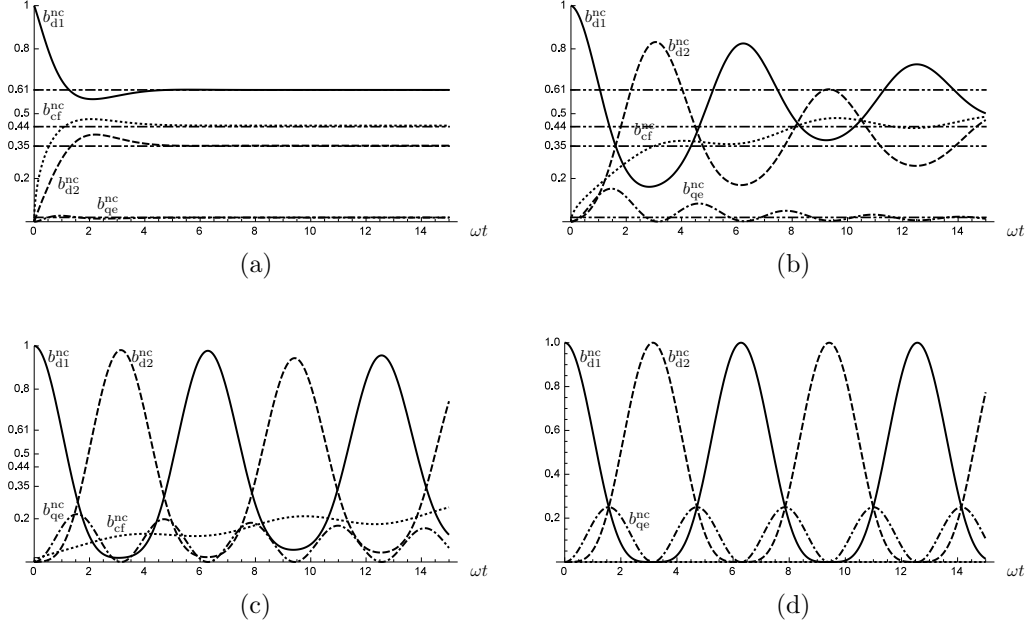 1
0.8
0.61
0.5
0.44
0.35
0.2
b^nc_d1
b^nc_cf
b^nc_d2
b^nc_qe
0 2 4 6 8 10 12 14 ωt
(a)
1
0.8
0.61
0.5
0.44
0.35
0.2
b^nc_d1
b^nc_d2
b^nc_cf
b^nc_qe
0 2 4 6 8 10 12 14 ωt
(b)
1
0.8
0.61
0.5
0.44
0.35
0.2
b^nc_d1
b^nc_d2
b^nc_qe
b^nc_cf
0 2 4 6 8 10 12 14 ωt
(c)
1.0
0.8
0.6
0.4
0.2
0.0
b^nc_d1
b^nc_d2
b^nc_qe
0 2 4 6 8 10 12 14 ωt
(d)